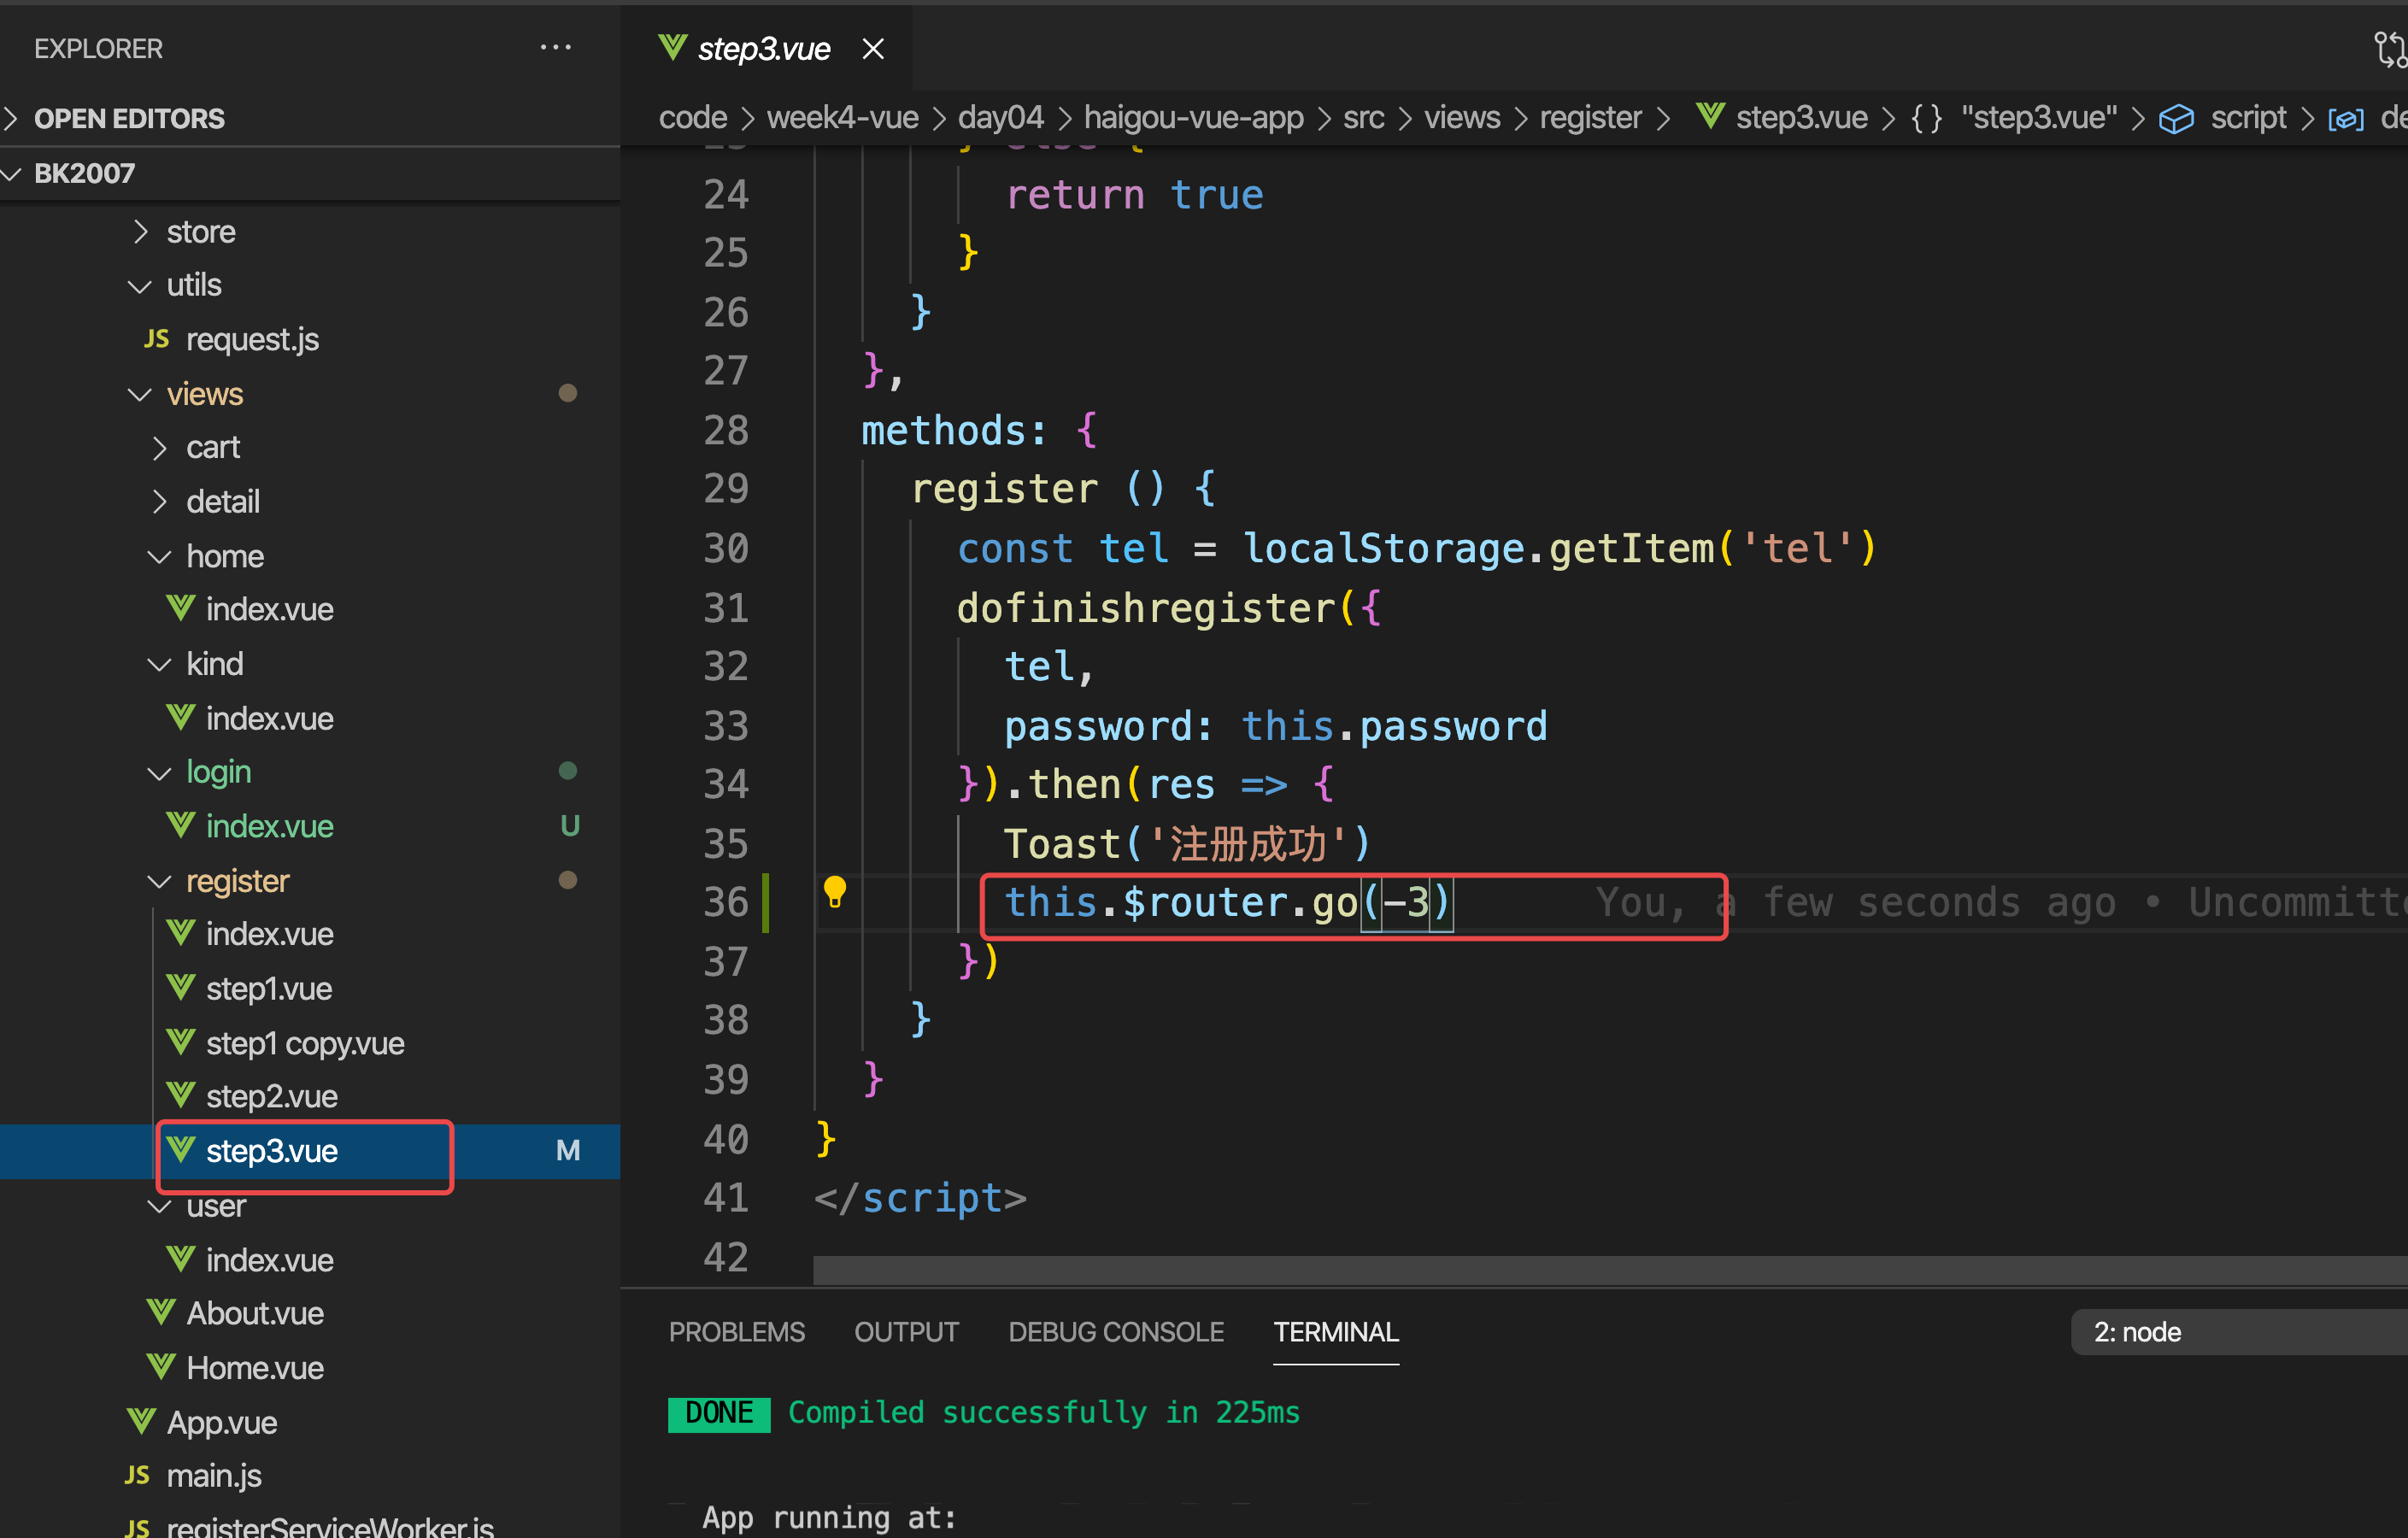 EXPLORER
OPEN EDITORS
BK2007
store
utils
JS request.js
views
cart
detail
home
index.vue
kind
index.vue
login
index.vue U
register
index.vue
step1.vue
step1 copy.vue
step2.vue
step3.vue M
user
index.vue
About.vue
Home.vue
App.vue
JS main.js
JS registerServiceWorker.js
step3.vue
code > week4-vue > day04 > haigou-vue-app > src > views > register > step3.vue > {} "step3.vue" > script >
23 } else {
24 return true
25 }
26 }
27 },
28 methods: {
29 register () {
30 const tel = localStorage.getItem('tel')
31 dofinishregister({
32 tel,
33 password: this.password
34 }).then(res => {
35 Toast('注册成功')
36 this.$router.go(-3) You, a few seconds ago •
37 })
38 }
39 }
40 }
41 </script>
42
PROBLEMS OUTPUT DEBUG CONSOLE TERMINAL 2: node
DONE Compiled successfully in 225ms
App running at: